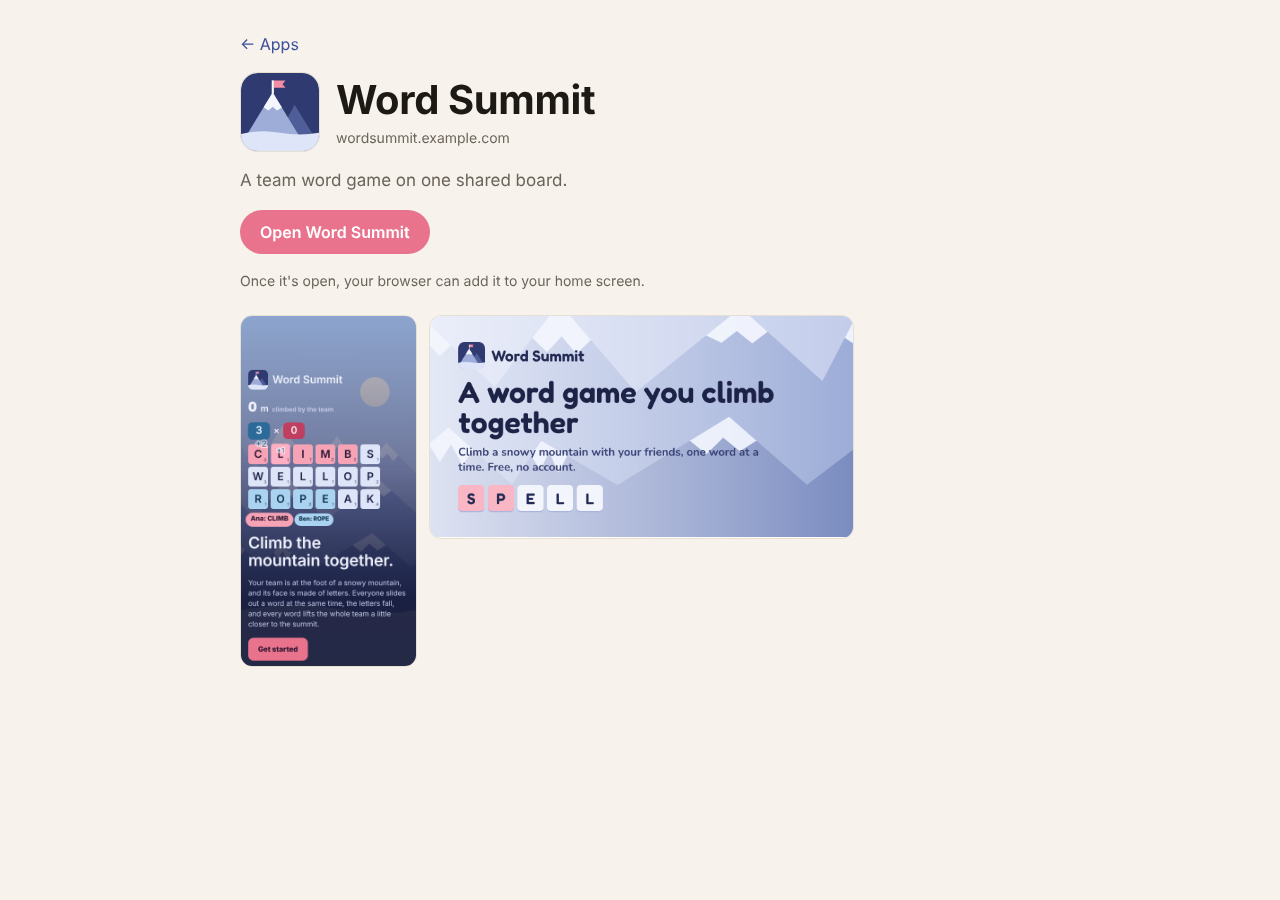 ← Apps
Word Summit
wordsummit.example.com
A team word game on one shared board.
Open Word Summit
Once it's open, your browser can add it to your home screen.
Word Summit
0 m climbed by the team
3 × 0
C L I M B S
W E L L O P
R O P E A K
Ana: CLIMB Ben: ROPE
Climb the
mountain together.
Your team is at the foot of a snowy mountain,
and its face is made of letters. Everyone slides
out a word at the same time, the letters fall,
and every word lifts the whole team a little
closer to the summit.
Get started
Word Summit
A word game you climb
together
Climb a snowy mountain with your friends, one word at a
time. Free, no account.
S P E L L